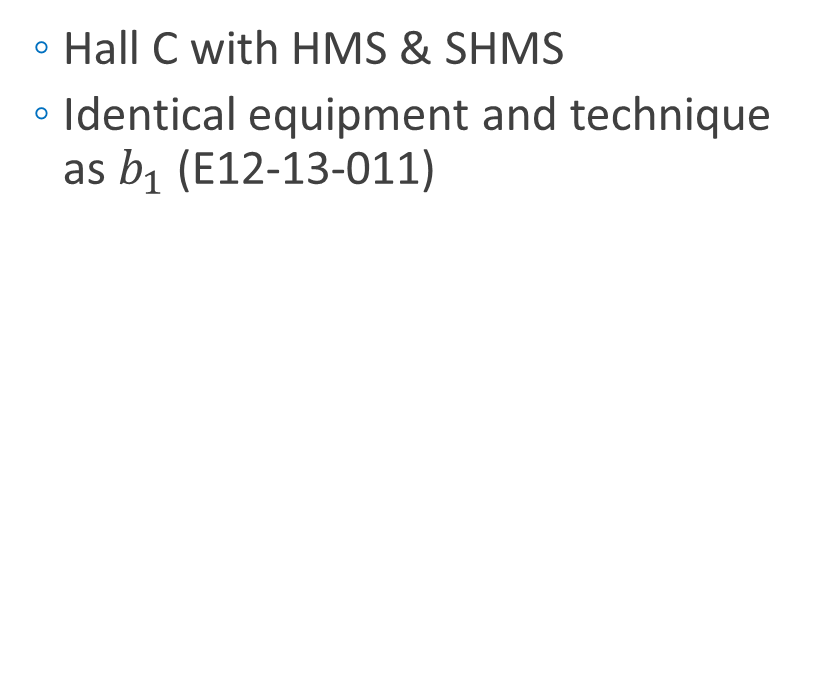 ◦ Hall C with HMS & SHMS
◦ Identical equipment and technique
as b₁ (E12-13-011)